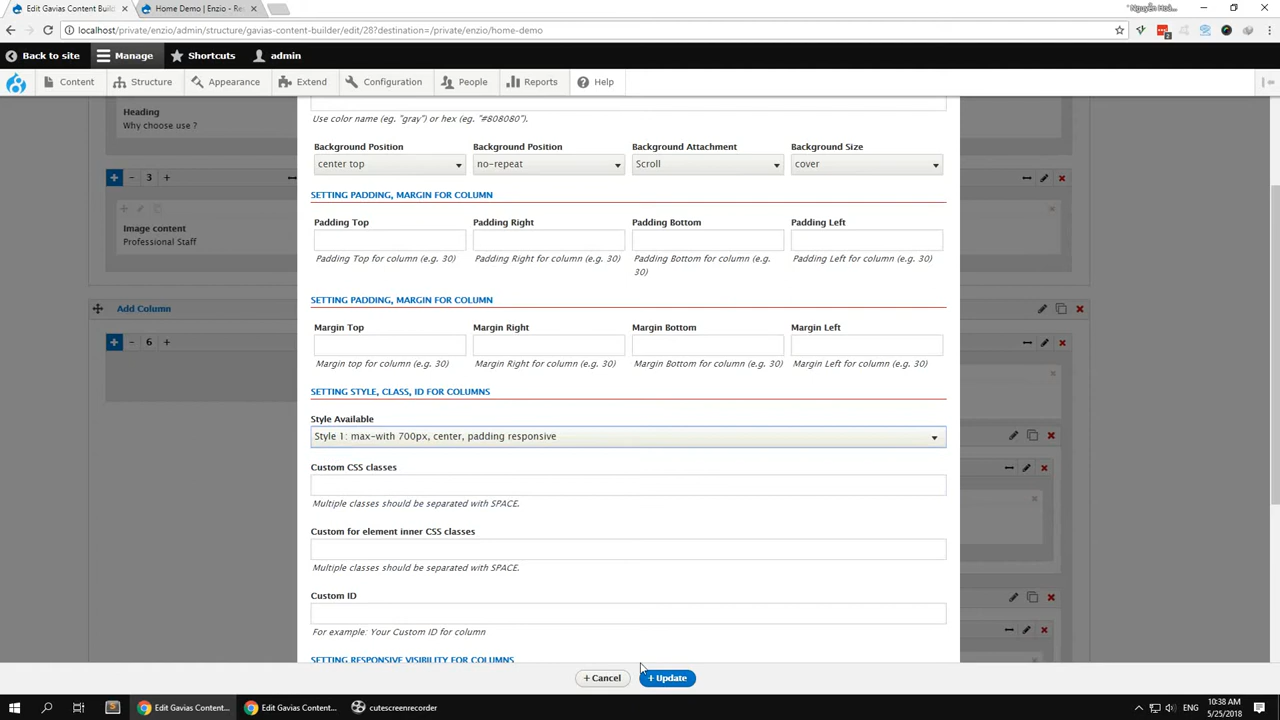 Edit Gavias Content Buil
Home Demo | Enzio - Re
Nguyễn Hoà...
localhost/private/enzio/admin/structure/gavias-content-builder/edit/28?destination=/private/enzio/home-demo
Back to site
Manage
Shortcuts
admin
Content
Structure
Appearance
Extend
Configuration
People
Reports
Help
Heading
Why choose use ?
Use color name (eg. "gray") or hex (eg. "#808080").
Background Position
Background Position
Background Attachment
Background Size
center top
no-repeat
Scroll
cover
+ − 3 +
SETTING PADDING, MARGIN FOR COLUMN
Padding Top
Padding Right
Padding Bottom
Padding Left
Image content
Professional Staff
Padding Top for column (e.g. 30)
Padding Right for column (e.g. 30)
Padding Bottom for column (e.g.
30)
Padding Left for column (e.g. 30)
SETTING PADDING, MARGIN FOR COLUMN
Add Column
Margin Top
Margin Right
Margin Bottom
Margin Left
+ − 6 +
Margin top for column (e.g. 30)
Margin Right for column (e.g. 30)
Margin Bottom for column (e.g. 30)
Margin Left for column (e.g. 30)
SETTING STYLE, CLASS, ID FOR COLUMNS
Style Available
Style 1: max-with 700px, center, padding responsive
Custom CSS classes
Multiple classes should be separated with SPACE.
Custom for element inner CSS classes
Multiple classes should be separated with SPACE.
Custom ID
For example: Your Custom ID for column
SETTING RESPONSIVE VISIBILITY FOR COLUMNS
+ Cancel
+ Update
Edit Gavias Content...
Edit Gavias Content...
cutescreenrecorder
ENG
10:38 AM
5/25/2018